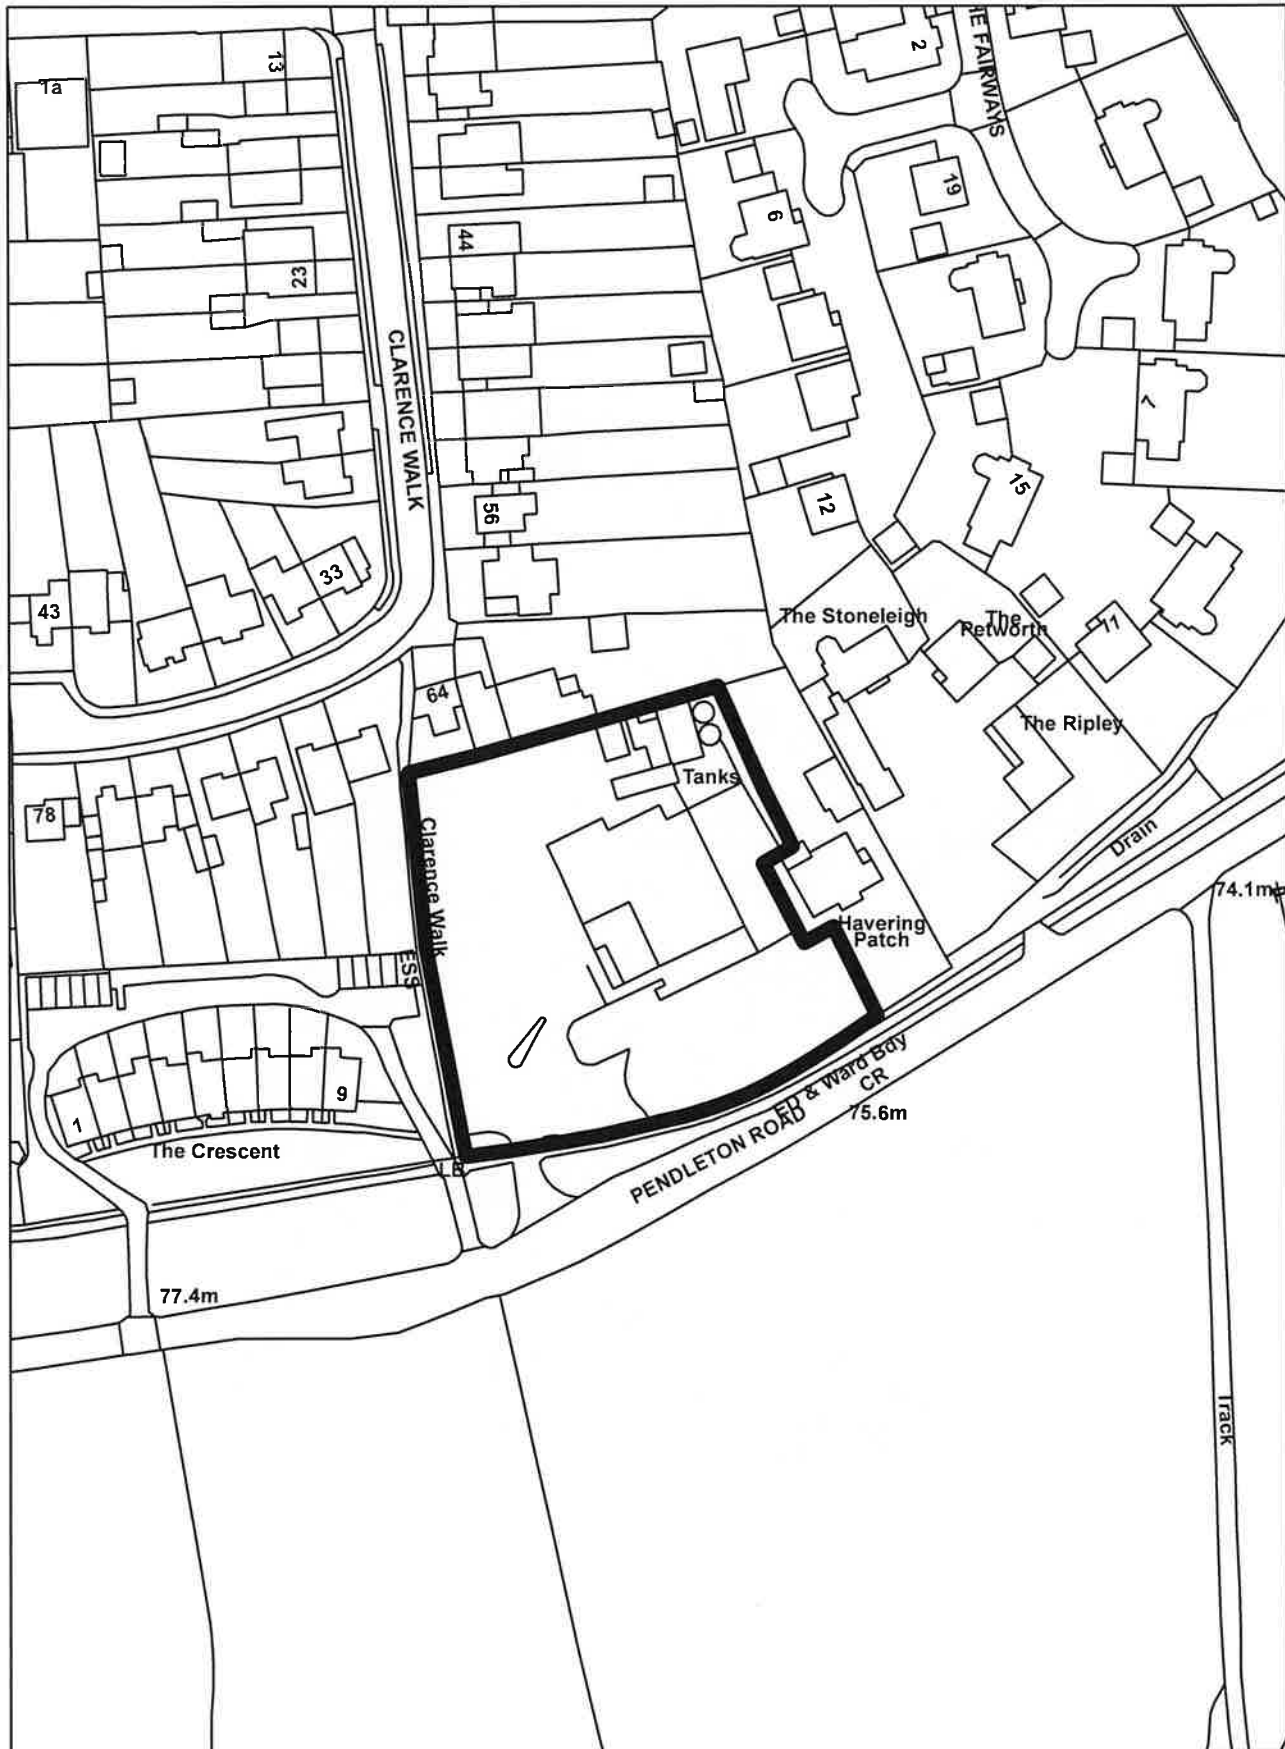 THE FAIRWAYS
2
13
1a
19
6
44
23
CLARENCE WALK
7
15
56
12
33
43
The Stoneleigh
The
Petworth
11
64
The Ripley
Tanks
78
Drain
Clarence Walk
74.1m
Havering
Patch
ESS
ED & Ward Bdy
CR
9
1
75.6m
The Crescent
PENDLETON ROAD
LB
77.4m
Track